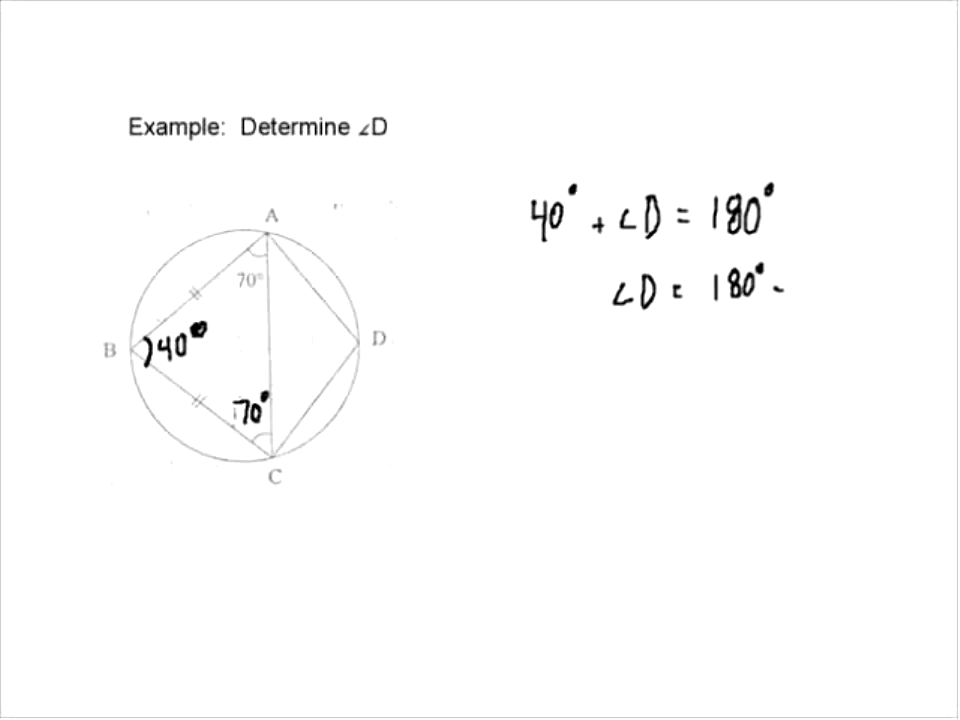 Example: Determine ∠D
A
70°
B
40°
D
70°
C
40° + ∠D = 180°
∠D = 180° -